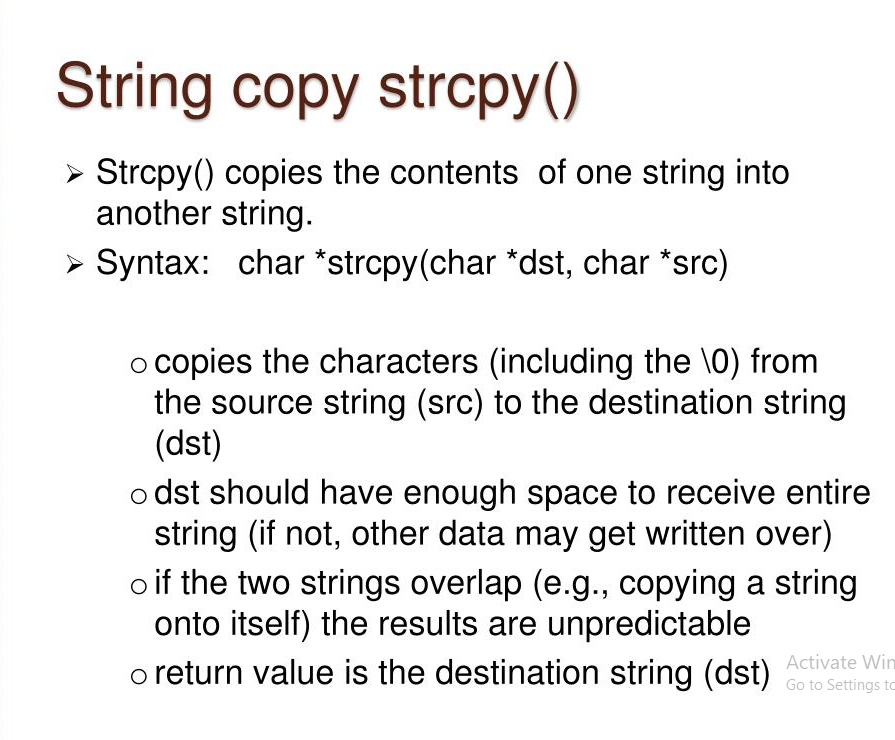 String copy strcpy()
➢ Strcpy() copies the contents  of one string into
another string.
➢ Syntax:   char *strcpy(char *dst, char *src)
o copies the characters (including the \0) from
the source string (src) to the destination string
(dst)
o dst should have enough space to receive entire
string (if not, other data may get written over)
o if the two strings overlap (e.g., copying a string
onto itself) the results are unpredictable
o return value is the destination string (dst)
Activate Win
Go to Settings to